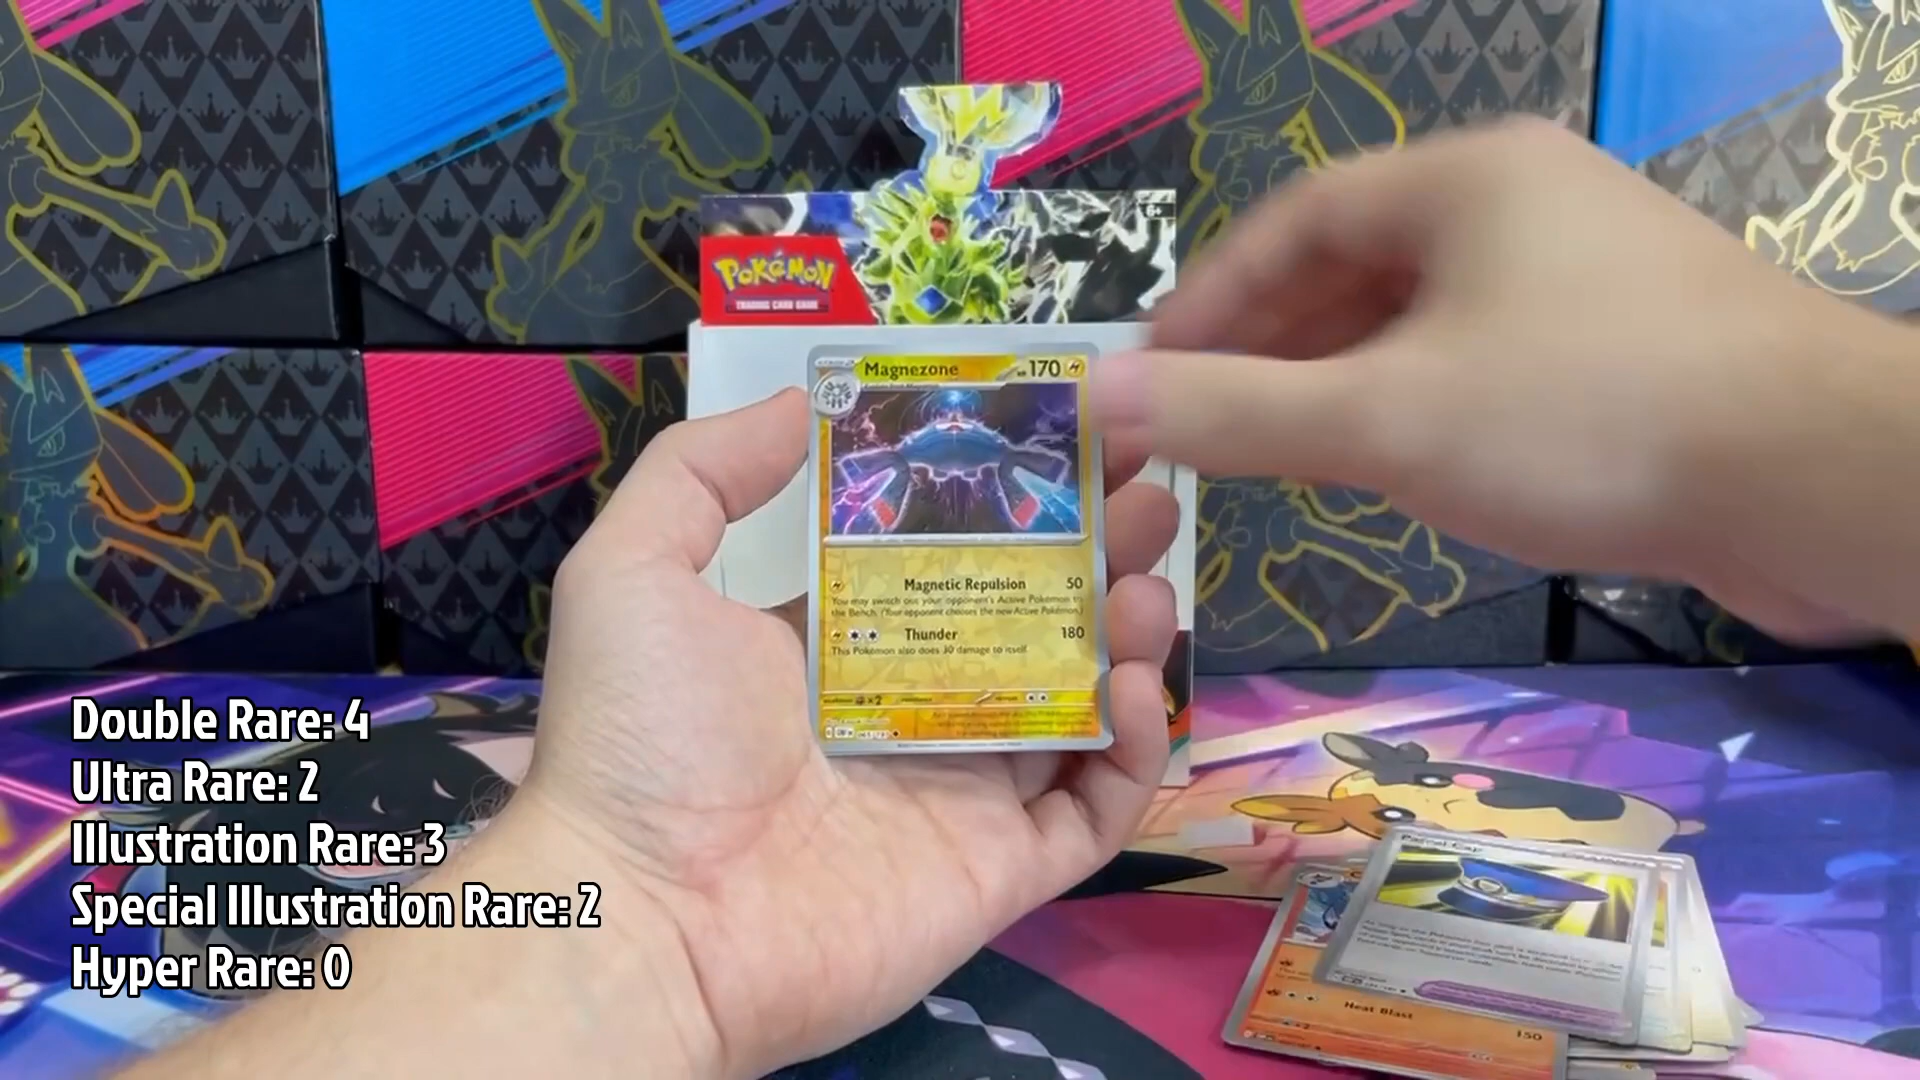 6+
POKéMON
TRADING CARD GAME
Magnezone
170
Magnetic Repulsion 50
You may switch out your opponent's Active Pokémon to
the Bench. (Your opponent chooses the new Active Pokémon.)
Thunder 180
This Pokémon also does 30 damage to itself.
x2
Double Rare: 4
Ultra Rare: 2
Illustration Rare: 3
Special Illustration Rare: 2
Hyper Rare: 0
Heat Blast 150